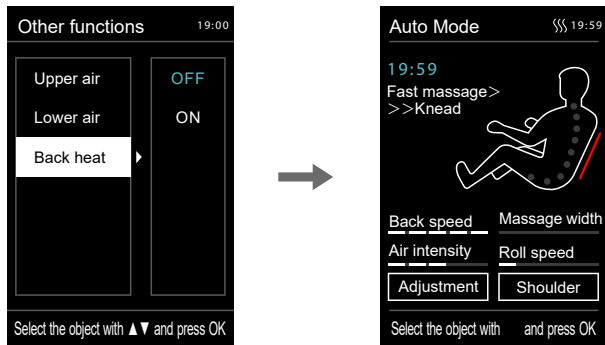 Other functions 19:00
Upper air OFF
Lower air ON
Back heat
Select the object with ▲▼ and press OK
Auto Mode 19:59
19:59
Fast massage>
>>Knead
Back speed Massage width
Air intensity Roll speed
Adjustment Shoulder
Select the object with and press OK